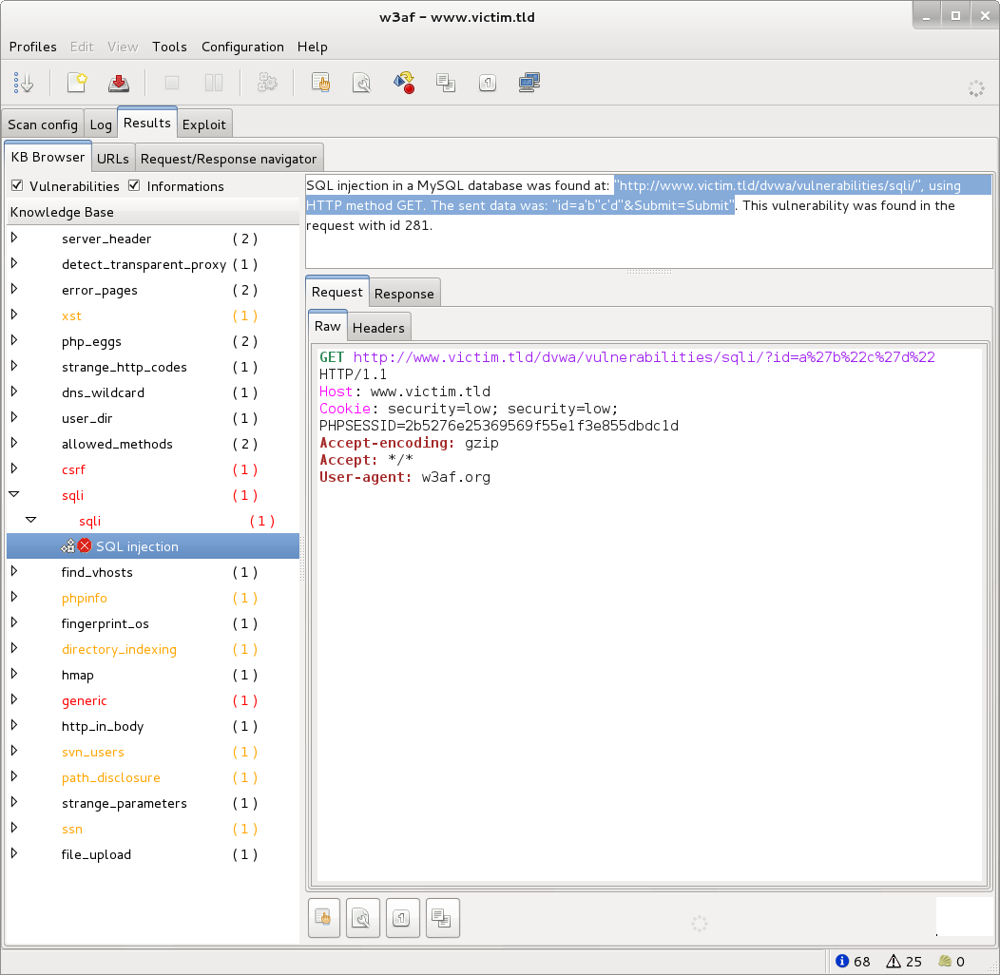 w3af - www.victim.tld
Profiles Edit View Tools Configuration Help
Scan config Log Results Exploit
KB Browser URLs Request/Response navigator
Vulnerabilities Informations
Knowledge Base
server_header ( 2 )
detect_transparent_proxy ( 1 )
error_pages ( 2 )
xst ( 1 )
php_eggs ( 2 )
strange_http_codes ( 1 )
dns_wildcard ( 1 )
user_dir ( 1 )
allowed_methods ( 2 )
csrf ( 1 )
sqli ( 1 )
sqli ( 1 )
SQL injection
find_vhosts ( 1 )
phpinfo ( 1 )
fingerprint_os ( 1 )
directory_indexing ( 1 )
hmap ( 1 )
generic ( 1 )
http_in_body ( 1 )
svn_users ( 1 )
path_disclosure ( 1 )
strange_parameters ( 1 )
ssn ( 1 )
file_upload ( 1 )
SQL injection in a MySQL database was found at: "http://www.victim.tld/dvwa/vulnerabilities/sqli/", using
HTTP method GET. The sent data was: "id=a'b"c'd"&Submit=Submit". This vulnerability was found in the
request with id 281.
Request Response
Raw Headers
GET http://www.victim.tld/dvwa/vulnerabilities/sqli/?id=a%27b%22c%27d%22
HTTP/1.1
Host: www.victim.tld
Cookie: security=low; security=low;
PHPSESSID=2b5276e25369569f55e1f3e855dbdc1d
Accept-encoding: gzip
Accept: */*
User-agent: w3af.org
68 25 0